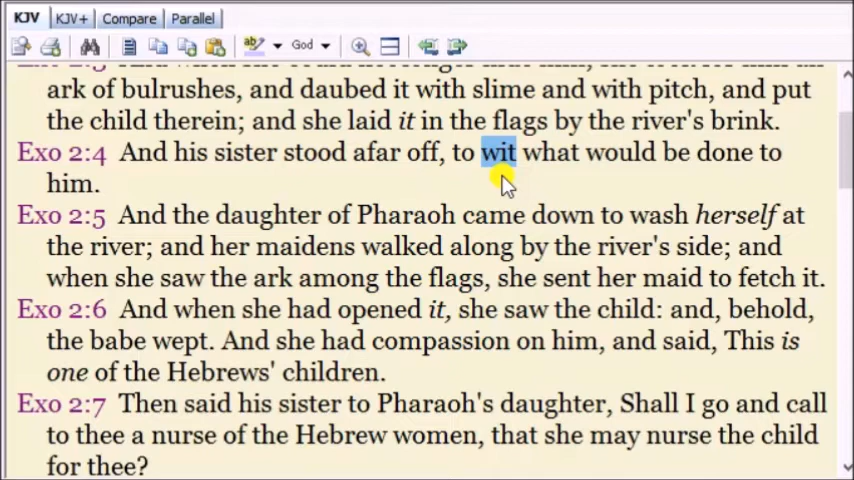 KJV KJV+ Compare Parallel
ab God
ark of bulrushes, and daubed it with slime and with pitch, and put
the child therein; and she laid it in the flags by the river's brink.
Exo 2:4 And his sister stood afar off, to wit what would be done to
him.
Exo 2:5 And the daughter of Pharaoh came down to wash herself at
the river; and her maidens walked along by the river's side; and
when she saw the ark among the flags, she sent her maid to fetch it.
Exo 2:6 And when she had opened it, she saw the child: and, behold,
the babe wept. And she had compassion on him, and said, This is
one of the Hebrews' children.
Exo 2:7 Then said his sister to Pharaoh's daughter, Shall I go and call
to thee a nurse of the Hebrew women, that she may nurse the child
for thee?